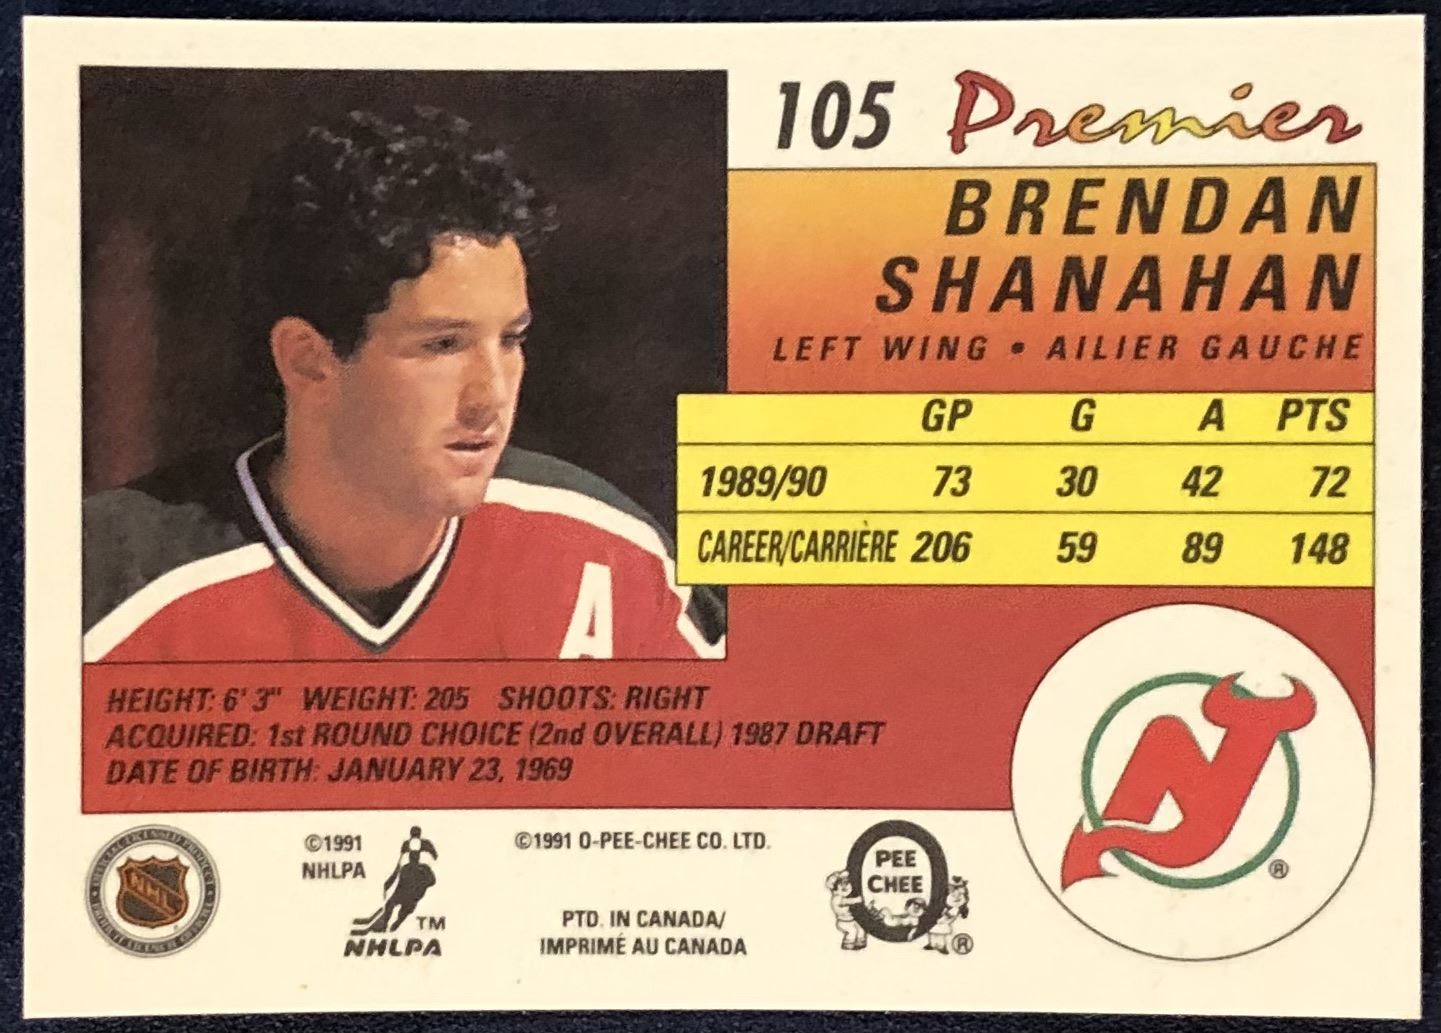 105 Premier
BRENDAN
SHANAHAN
LEFT WING • AILIER GAUCHE
GP G A PTS
1989/90 73 30 42 72
CAREER/CARRIÈRE 206 59 89 148
A
HEIGHT: 6' 3" WEIGHT: 205 SHOOTS: RIGHT
ACQUIRED: 1st ROUND CHOICE (2nd OVERALL) 1987 DRAFT
DATE OF BIRTH: JANUARY 23, 1969
NJ
®
NHL
©1991
NHLPA
TM
NHLPA
©1991 O-PEE-CHEE CO. LTD.
PTD. IN CANADA/
IMPRIMÉ AU CANADA
PEE
CHEE
®